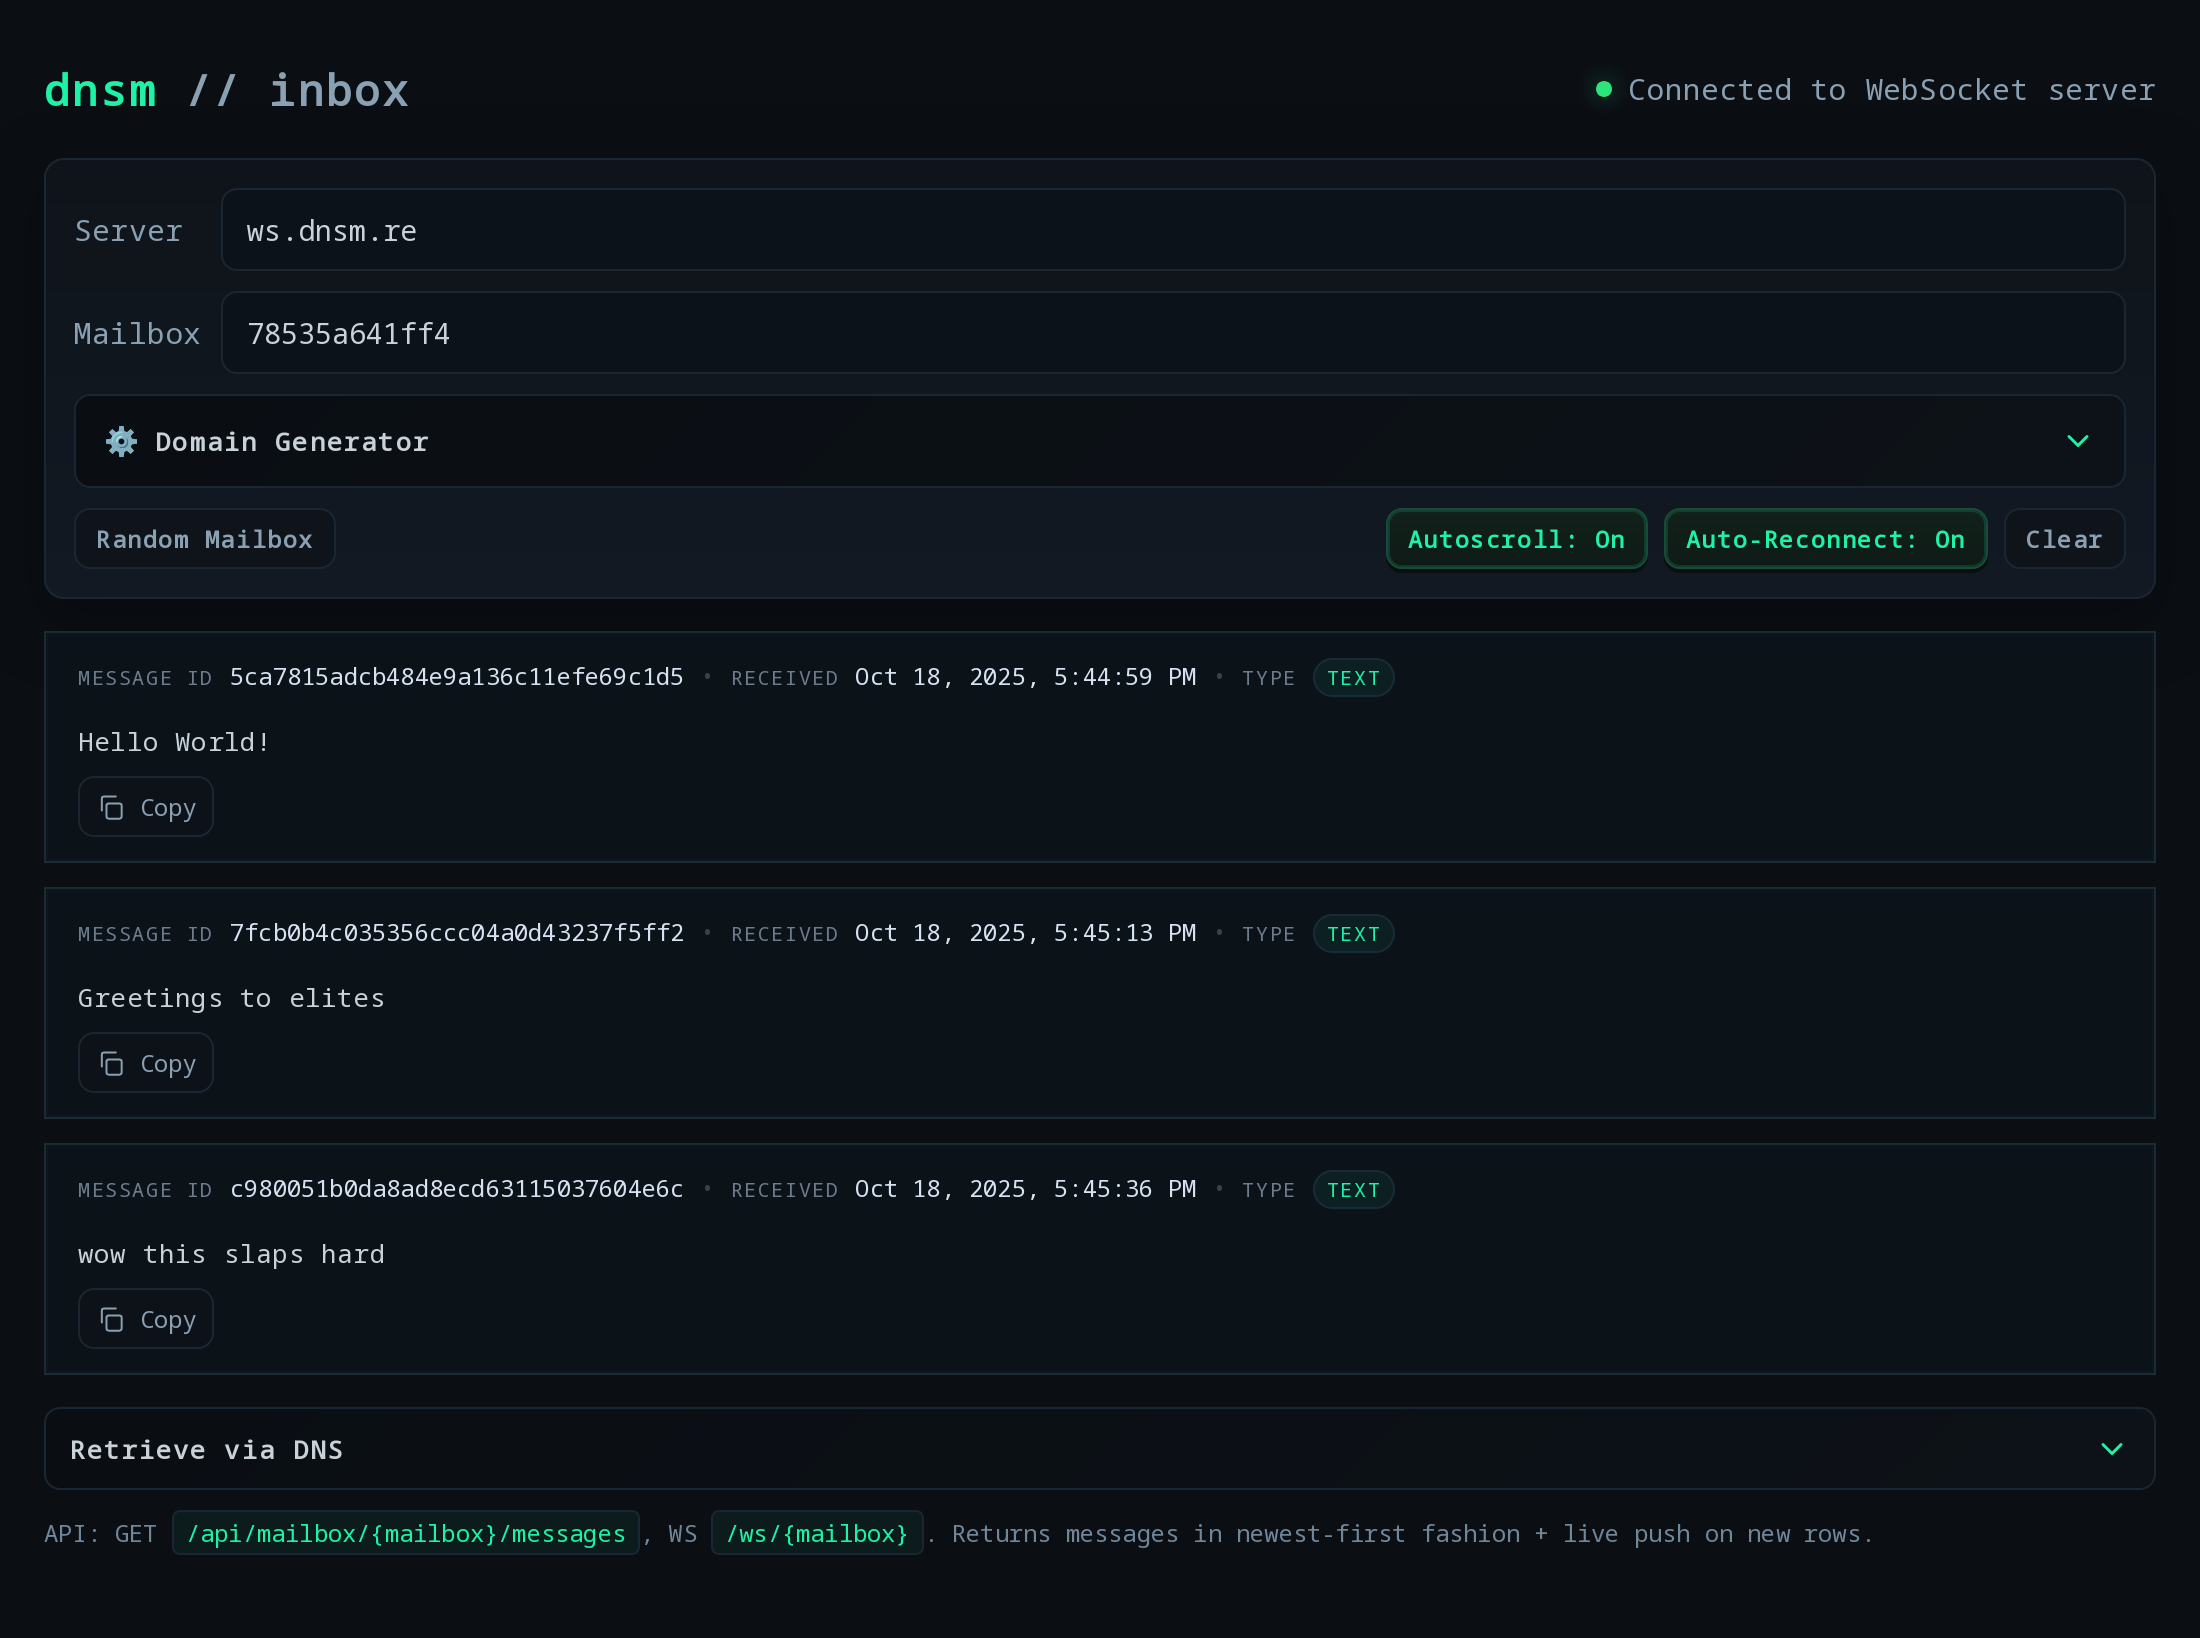 dnsm // inbox
Connected to WebSocket server
Server ws.dnsm.re
Mailbox 78535a641ff4
Domain Generator
Random Mailbox Autoscroll: On Auto-Reconnect: On Clear
MESSAGE ID 5ca7815adcb484e9a136c11efe69c1d5 • RECEIVED Oct 18, 2025, 5:44:59 PM • TYPE TEXT
Hello World!
Copy
MESSAGE ID 7fcb0b4c035356ccc04a0d43237f5ff2 • RECEIVED Oct 18, 2025, 5:45:13 PM • TYPE TEXT
Greetings to elites
Copy
MESSAGE ID c980051b0da8ad8ecd63115037604e6c • RECEIVED Oct 18, 2025, 5:45:36 PM • TYPE TEXT
wow this slaps hard
Copy
Retrieve via DNS
API: GET /api/mailbox/{mailbox}/messages, WS /ws/{mailbox}. Returns messages in newest-first fashion + live push on new rows.